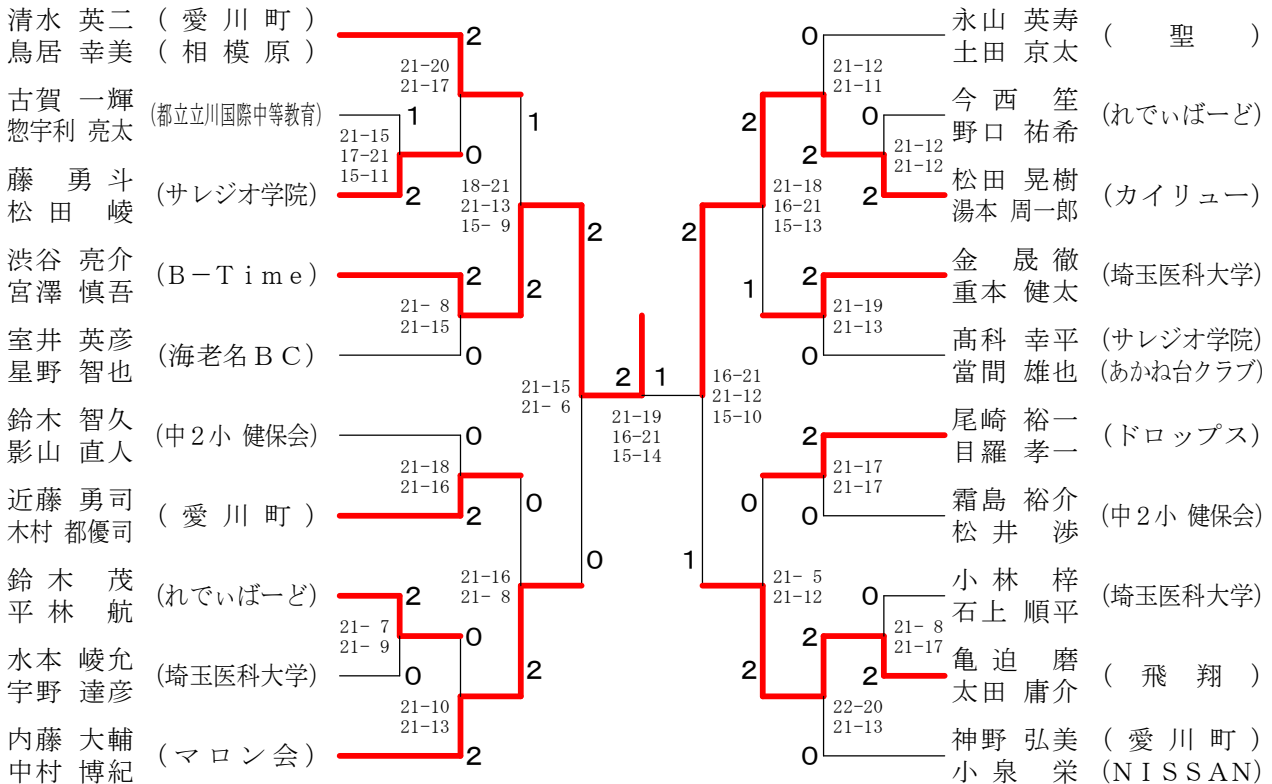 清水 英二 (愛川町)
鳥居 幸美 (相模原)
2
21-20
21-17
古賀 一輝
惣宇利 亮太
(都立立川国際中等教育)
1
21-15
17-21
15-11
0
1
藤 勇斗
松田 崚
(サレジオ学院)
2
18-21
21-13
15- 9
2
渋谷 亮介
宮澤 慎吾
(B-Time)
2
2
21- 8
21-15
室井 英彦
星野 智也
(海老名BC)
0
21-15
21- 6
鈴木 智久
影山 直人
(中2小 健保会)
0
21-18
21-16
近藤 勇司
木村 都優司
(愛川町)
2
0
0
21-16
21- 8
鈴木 茂
平林 航
(れでぃばーど)
2
21- 7
21- 9
0
水本 崚允
宇野 達彦
(埼玉医科大学)
0
2
21-10
21-13
内藤 大輔
中村 博紀
(マロン会)
2
2 1
21-19
16-21
15-14
0
永山 英寿
土田 京太
(聖)
21-12
21-11
2
0
今西 笙
野口 祐希
(れでぃばーど)
2
21-12
21-12
2
松田 晃樹
湯本 周一郎
(カイリュー)
21-18
16-21
15-13
2
1
2
金 晟徹
重本 健太
(埼玉医科大学)
21-19
21-13
0
髙科 幸平 (サレジオ学院)
當間 雄也 (あかね台クラブ)
16-21
21-12
15-10
2
尾崎 裕一
目羅 孝一
(ドロップス)
21-17
21-17
0
0
霜島 裕介
松井 渉
(中2小 健保会)
1
21- 5
21-12
0
小林 梓
石上 順平
(埼玉医科大学)
2
2
21- 8
21-17
2
亀迫 磨
太田 庸介
(飛翔)
22-20
21-13
0
神野 弘美 (愛川町)
小泉 栄 (NISSAN)